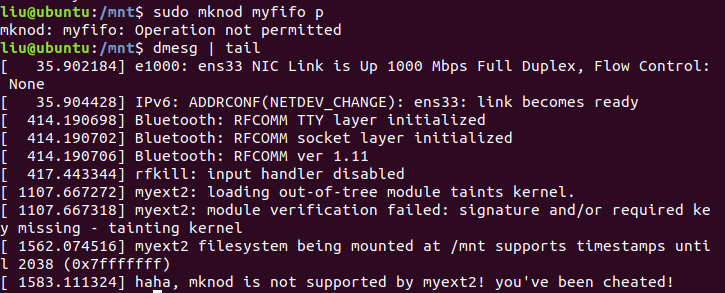 liu@ubuntu:/mnt$ sudo mknod myfifo p
mknod: myfifo: Operation not permitted
liu@ubuntu:/mnt$ dmesg | tail
[   35.902184] e1000: ens33 NIC Link is Up 1000 Mbps Full Duplex, Flow Control:
 None
[   35.904428] IPv6: ADDRCONF(NETDEV_CHANGE): ens33: link becomes ready
[  414.190698] Bluetooth: RFCOMM TTY layer initialized
[  414.190702] Bluetooth: RFCOMM socket layer initialized
[  414.190706] Bluetooth: RFCOMM ver 1.11
[  417.443344] rfkill: input handler disabled
[ 1107.667272] myext2: loading out-of-tree module taints kernel.
[ 1107.667318] myext2: module verification failed: signature and/or required ke
y missing - tainting kernel
[ 1562.074516] myext2 filesystem being mounted at /mnt supports timestamps unti
l 2038 (0x7fffffff)
[ 1583.111324] haha, mknod is not supported by myext2! you've been cheated!